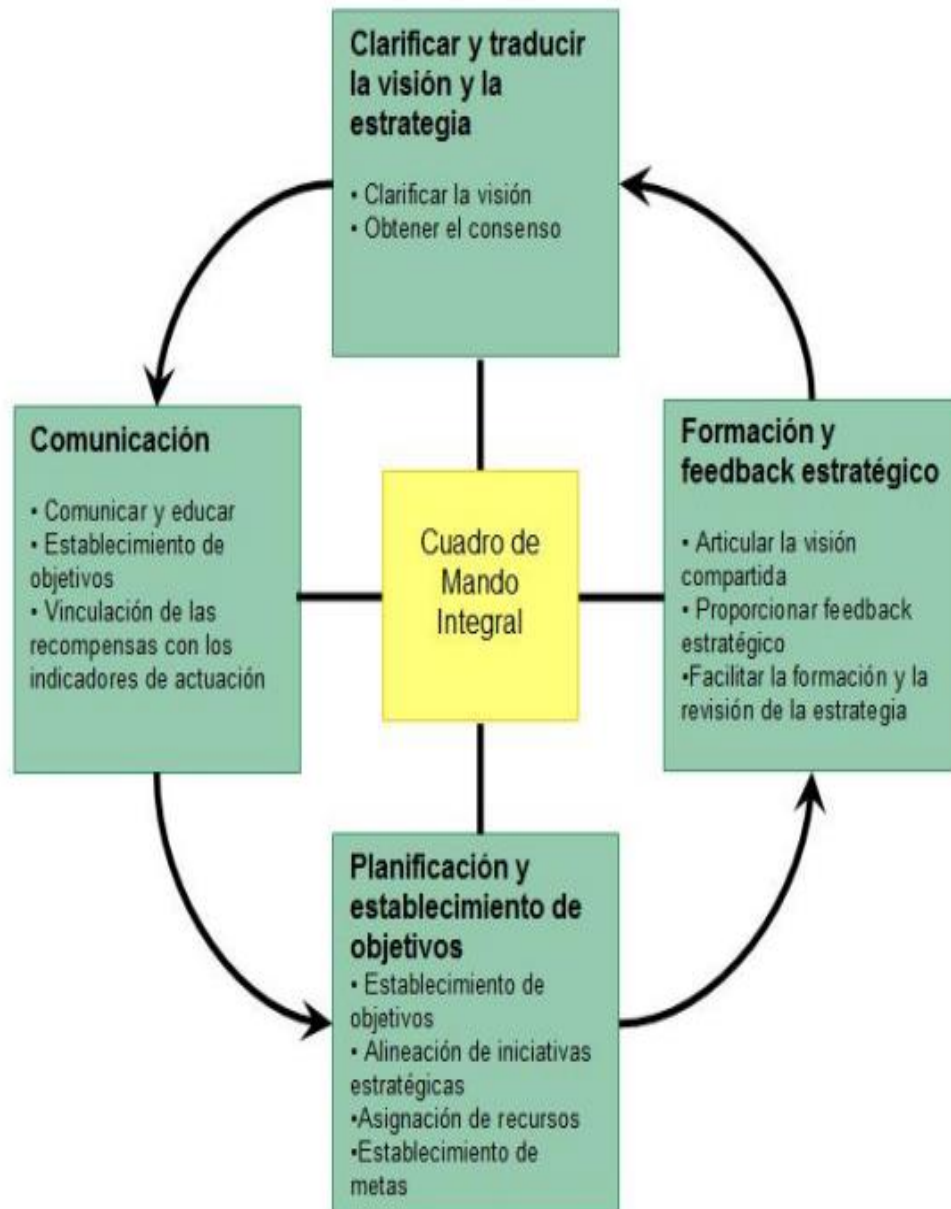 Clarificar y traducir
la visión y la
estrategia
• Clarificar la visión
• Obtener el consenso
Comunicación
• Comunicar y educar
• Establecimiento de
objetivos
• Vinculación de las
recompensas con los
indicadores de actuación
Cuadro de
Mando
Integral
Formación y
feedback estratégico
• Articular la visión
compartida
• Proporcionar feedback
estratégico
•Facilitar la formación y la
revisión de la estrategia
Planificación y
establecimiento de
objetivos
• Establecimiento de
objetivos
• Alineación de iniciativas
estratégicas
•Asignación de recursos
•Establecimiento de
metas